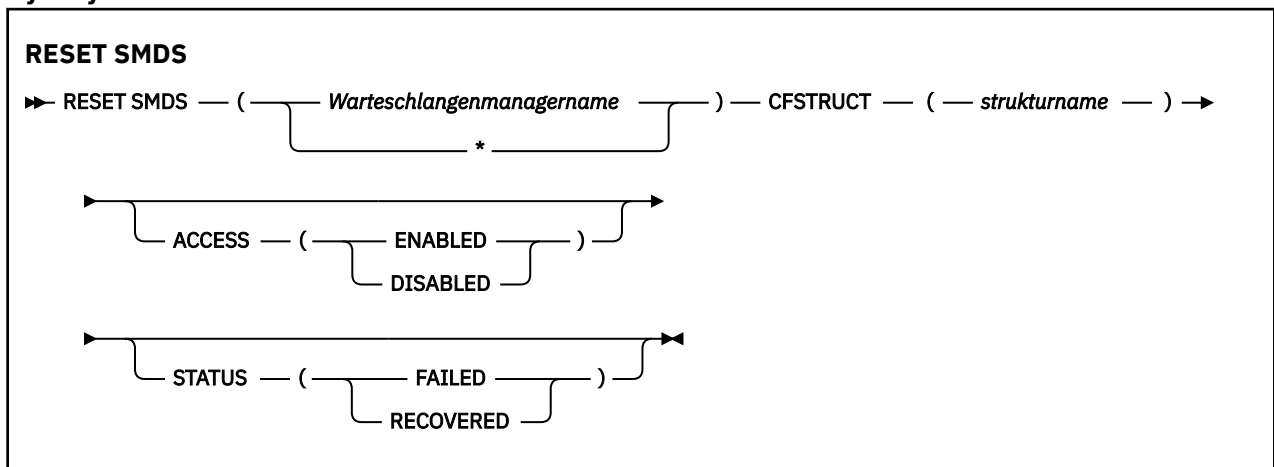 RESET SMDS
RESET SMDS ( Warteschlangenmanagername ) CFSTRUCT ( strukturname )
*
ACCESS ( ENABLED )
DISABLED
STATUS ( FAILED )
RECOVERED